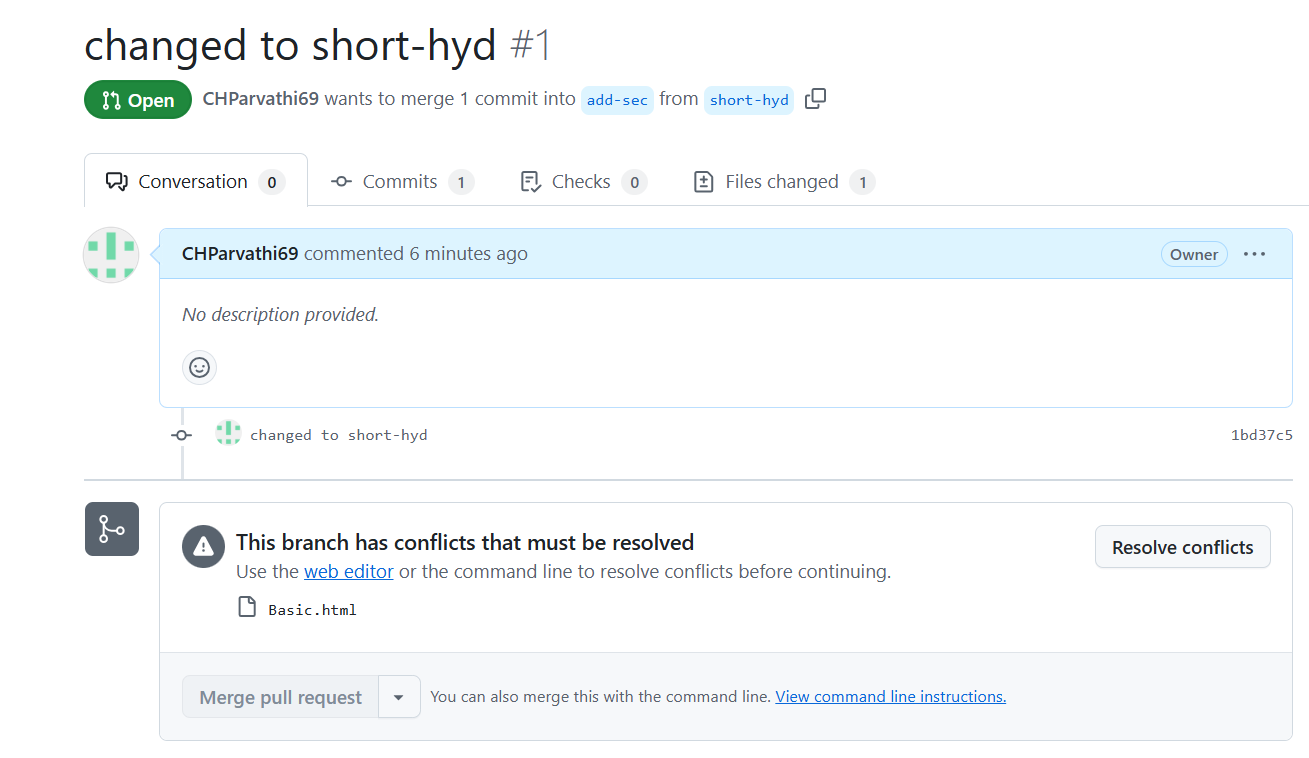 changed to short-hyd #1
Open CHParvathi69 wants to merge 1 commit into add-sec from short-hyd
Conversation 0 Commits 1 Checks 0 Files changed 1
CHParvathi69 commented 6 minutes ago Owner
No description provided.
changed to short-hyd 1bd37c5
This branch has conflicts that must be resolved
Resolve conflicts
Use the web editor or the command line to resolve conflicts before continuing.
Basic.html
Merge pull request You can also merge this with the command line. View command line instructions.